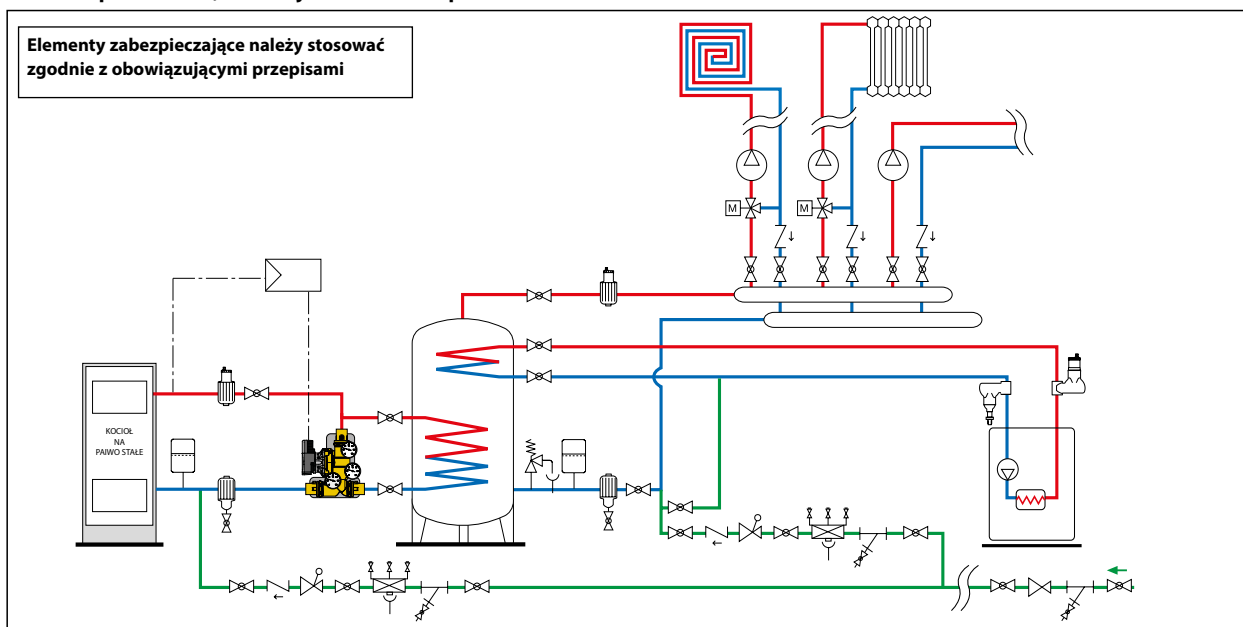 Elementy zabezpieczające należy stosować
zgodnie z obowiązującymi przepisami
M
M
KOCIOŁ
NA
PAIWO STAŁE